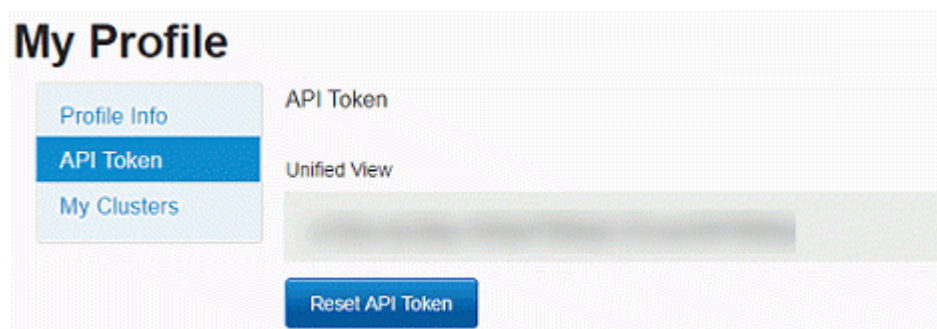 My Profile
Profile Info
API Token
My Clusters
API Token
Unified View
Reset API Token